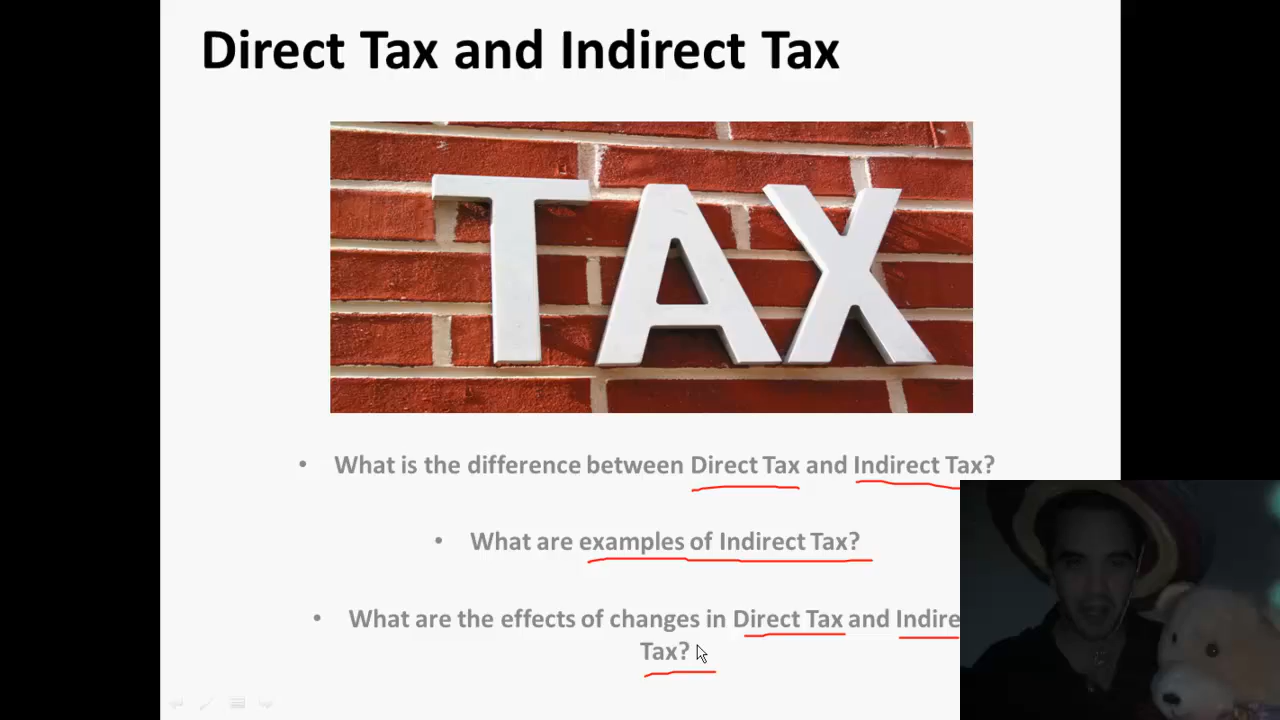 Direct Tax and Indirect Tax
TAX
• What is the difference between Direct Tax and Indirect Tax?
• What are examples of Indirect Tax?
• What are the effects of changes in Direct Tax and Indire
Tax?